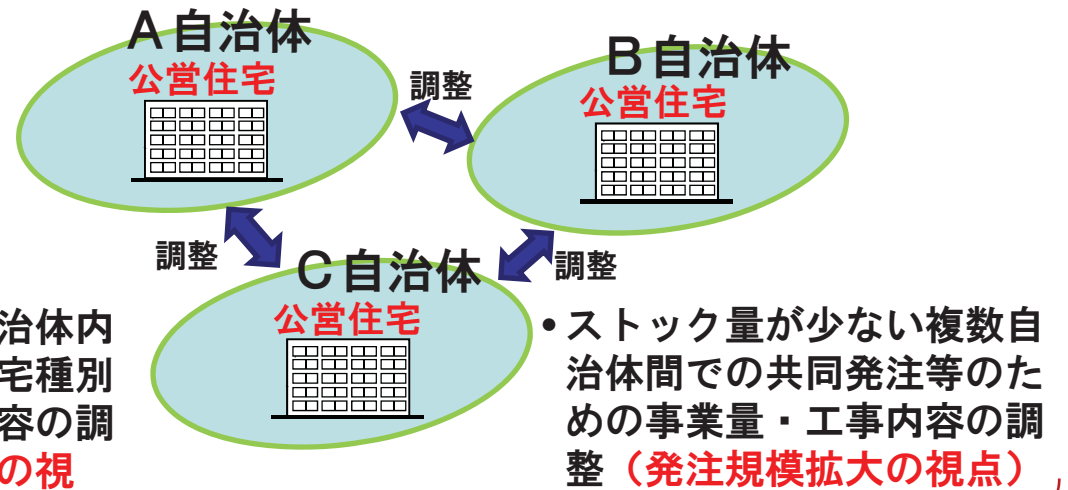 A自治体
公営住宅
B自治体
公営住宅
調整
調整
調整
C自治体
公営住宅
治体内
宅種別
容の調
の視
•ストック量が少ない複数自
治体間での共同発注等のた
めの事業量・工事内容の調
整（発注規模拡大の視点）